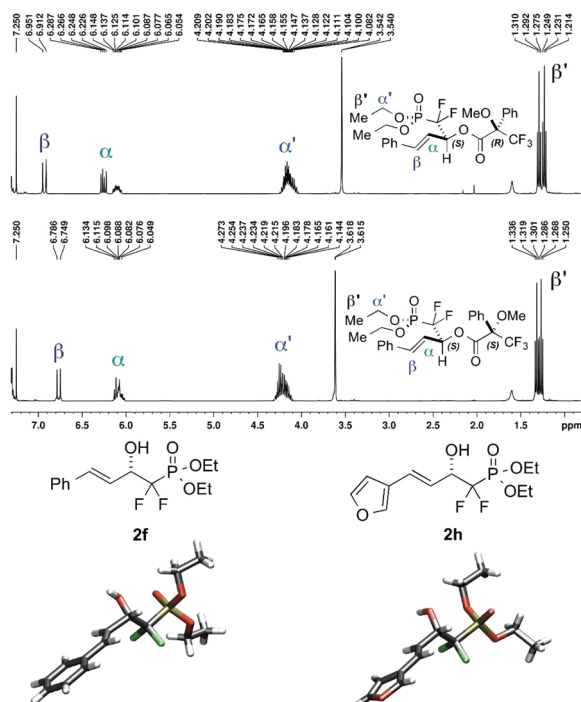 7.250 6.951 6.912 6.287 6.266 6.248 6.226 6.148 6.137 6.125 6.114 6.101 6.087 6.077 6.065 6.054 4.209 4.202 4.190 4.183 4.175 4.172 4.165 4.158 4.155 4.147 4.137 4.128 4.122 4.111 4.104 4.100 4.082 3.542 3.540 1.310 1.292 1.275 1.249 1.231 1.214
β' α' O F F MeO Ph β'
Me O P
Me O O CF3
Ph α H (S) O (R)
β
β α α'
7.250 6.786 6.749 6.134 6.115 6.098 6.088 6.082 6.076 6.049 4.273 4.254 4.237 4.234 4.219 4.215 4.196 4.183 4.178 4.165 4.161 4.144 3.618 3.615 1.336 1.319 1.301 1.286 1.268 1.250
β' α' O F F Ph OMe β'
Me O P
Me O O CF3
Ph α H (S) O (S)
β
β α α'
7.0 6.5 6.0 5.5 5.0 4.5 4.0 3.5 3.0 2.5 2.0 1.5 ppm
OH O
Ph P OEt
F F OEt
2f
OH O
P OEt
O F F OEt
2h